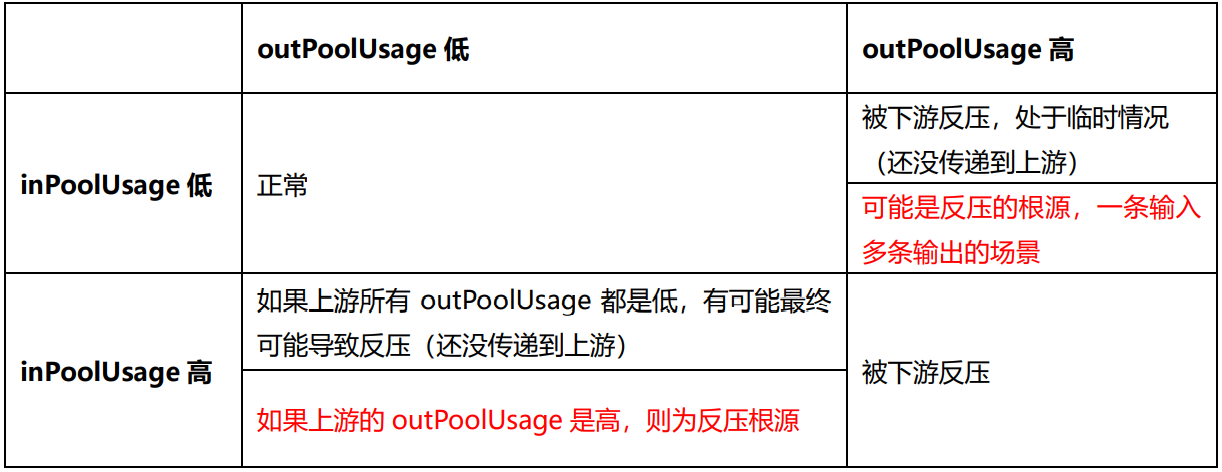 outPoolUsage 低
outPoolUsage 高
inPoolUsage 低
正常
被下游反压，处于临时情况
（还没传递到上游）
可能是反压的根源，一条输入
多条输出的场景
inPoolUsage 高
如果上游所有 outPoolUsage 都是低，有可能最终
可能导致反压（还没传递到上游）
如果上游的 outPoolUsage 是高，则为反压根源
被下游反压